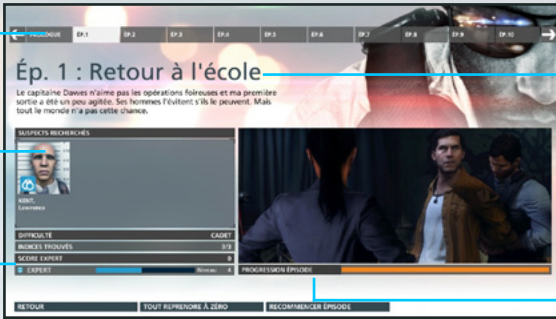 PROLOGUE ÉP.1 ÉP.2 ÉP.3 ÉP.4 ÉP.5 ÉP.6 ÉP.7 ÉP.8 ÉP.9 ÉP.10
Ép. 1 : Retour à l'école
Le capitaine Dawes n'aime pas les opérations foireuses et ma première
sortie a été un peu agitée. Ses hommes l'évitent s'ils le peuvent. Mais
tout le monde n'a pas cette chance.
SUSPECTS RECHERCHÉS
KENT,
Lawrence
DIFFICULTÉ CADET
INDICES TROUVÉS 3/3
SCORE EXPERT 0
EXPERT Niveau 4
PROGRESSION ÉPISODE
RETOUR TOUT REPRENDRE À ZÉRO RECOMMENCER ÉPISODE